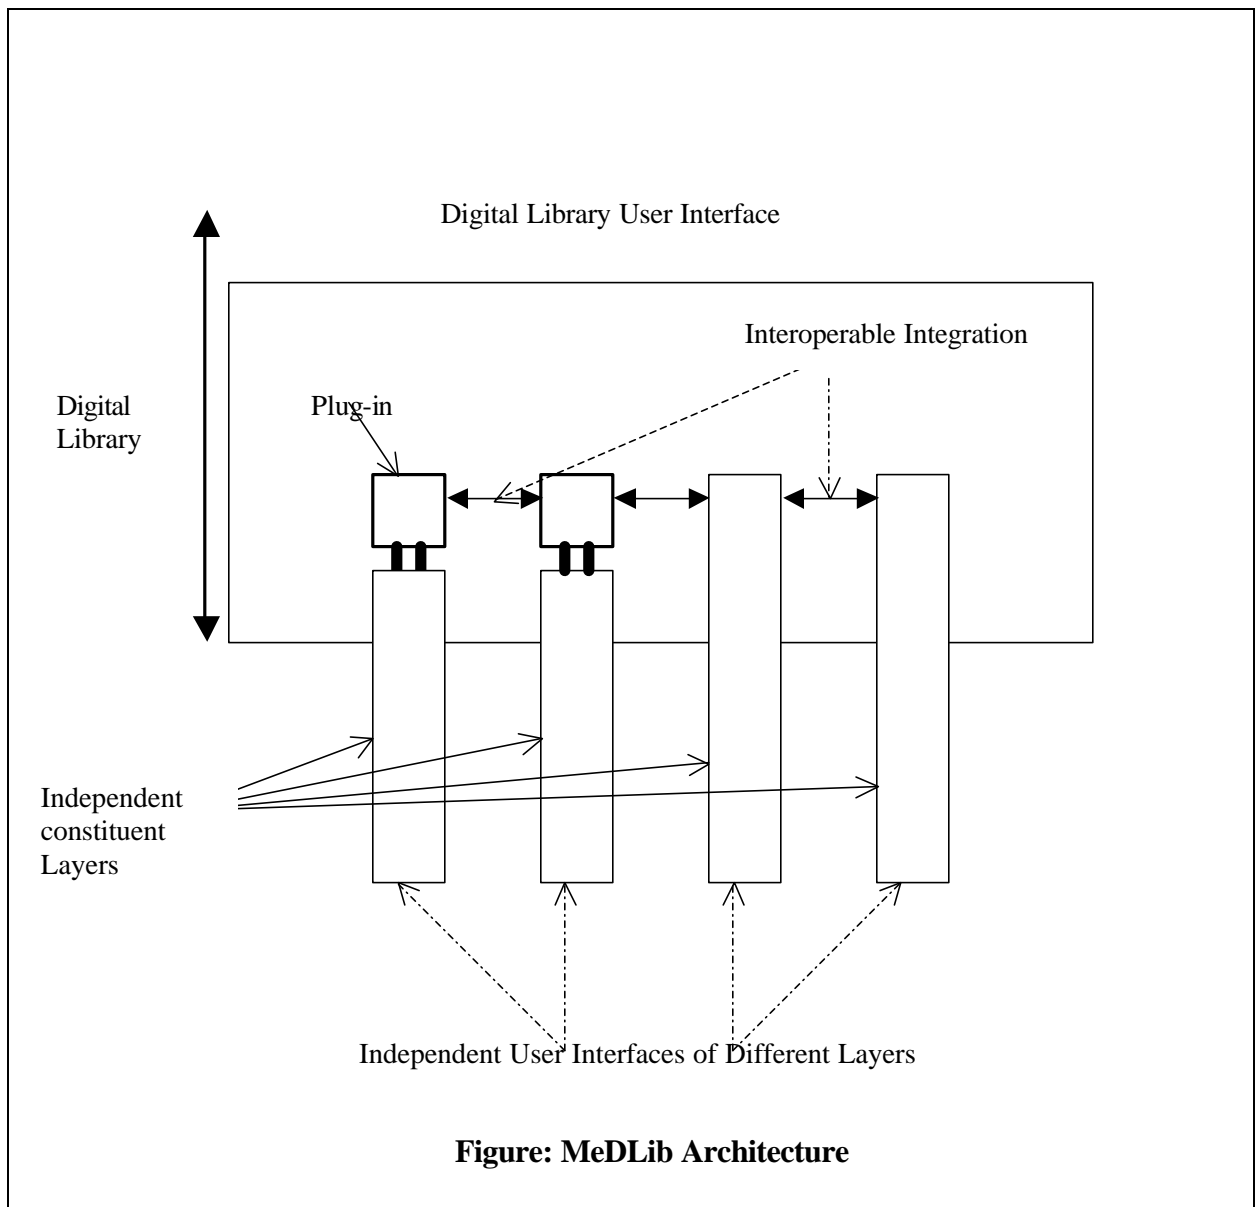 Digital Library User Interface
Interoperable Integration
Digital
Library
Plug-in
Independent
constituent
Layers
Independent User Interfaces of Different Layers
Figure: MeDLib Architecture